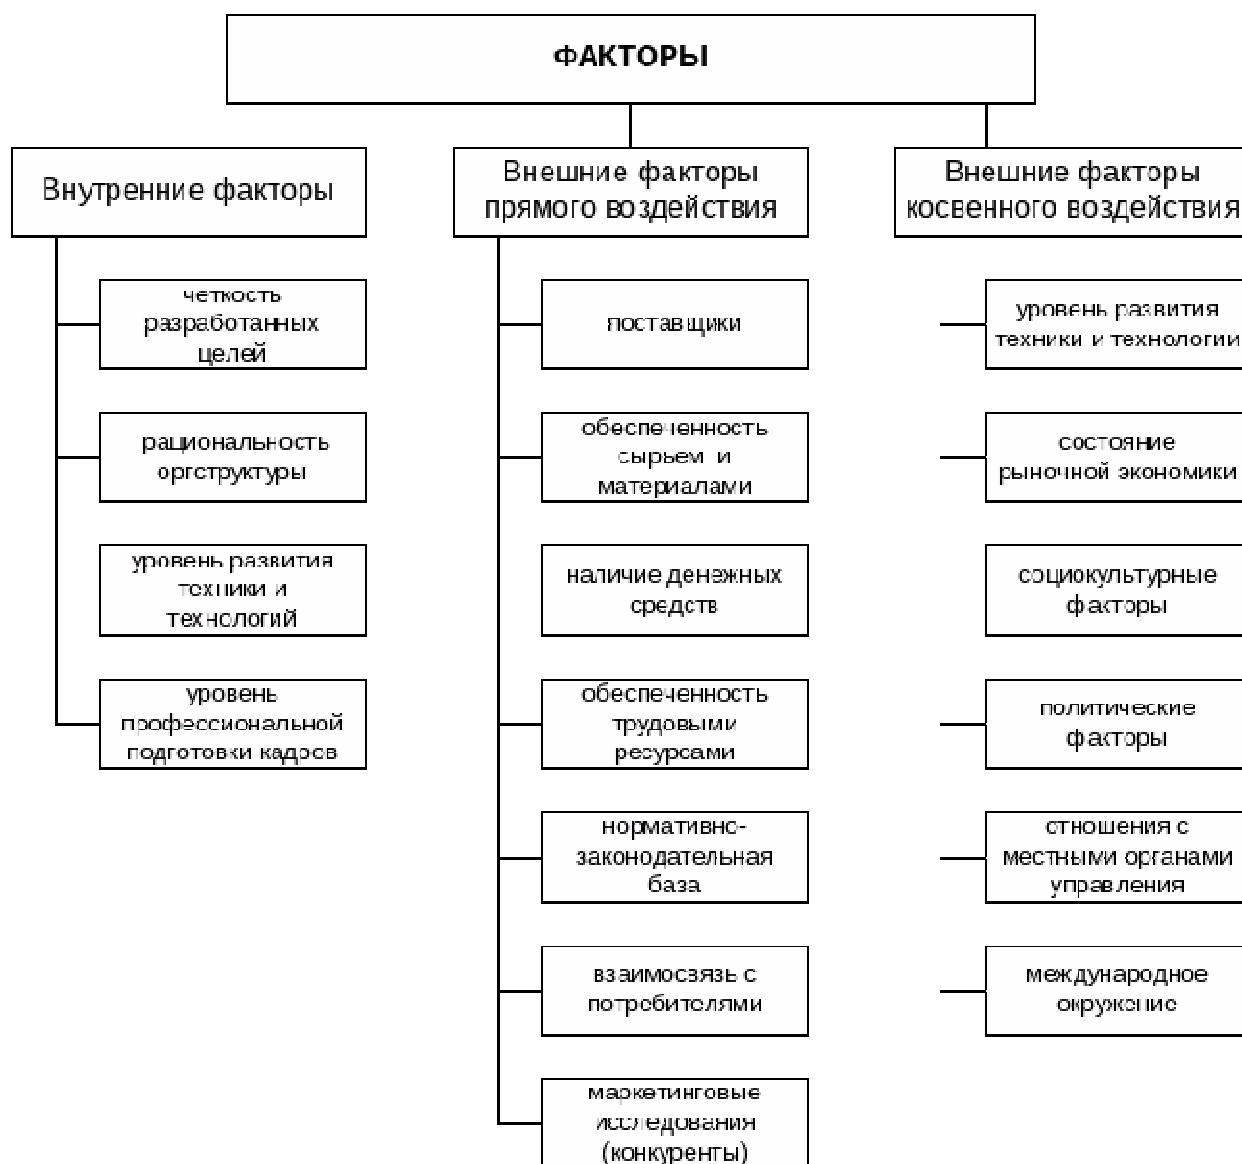 ФАКТОРЫ
Внутренние факторы
четкость
разработанных
целей
рациональность
оргструктуры
уровень развития
техники и
технологий
уровень
профессиональной
подготовки кадров
Внешние факторы
прямого воздействия
поставщики
обеспеченность
сырьем и
материалами
наличие денежных
средств
обеспеченность
трудовыми
ресурсами
нормативно-
законодательная
база
взаимосвязь с
потребителями
маркетинговые
исследования
(конкуренты)
Внешние факторы
косвенного воздействия
уровень развития
техники и технологии
состояние
рыночной экономики
социокультурные
факторы
политические
факторы
отношения с
местными органами
управления
международное
окружение